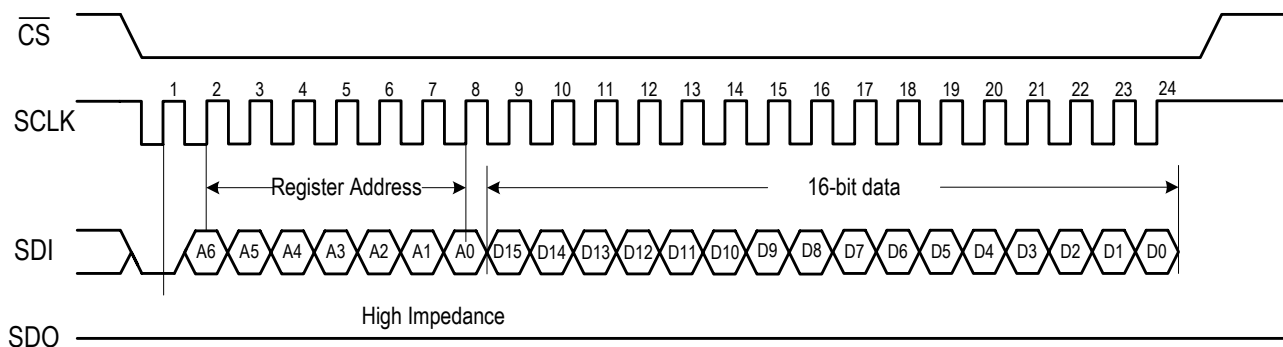 CS
1 2 3 4 5 6 7 8 9 10 11 12 13 14 15 16 17 18 19 20 21 22 23 24
SCLK
Register Address 16-bit data
SDI A6 A5 A4 A3 A2 A1 A0 D15 D14 D13 D12 D11 D10 D9 D8 D7 D6 D5 D4 D3 D2 D1 D0
High Impedance
SDO